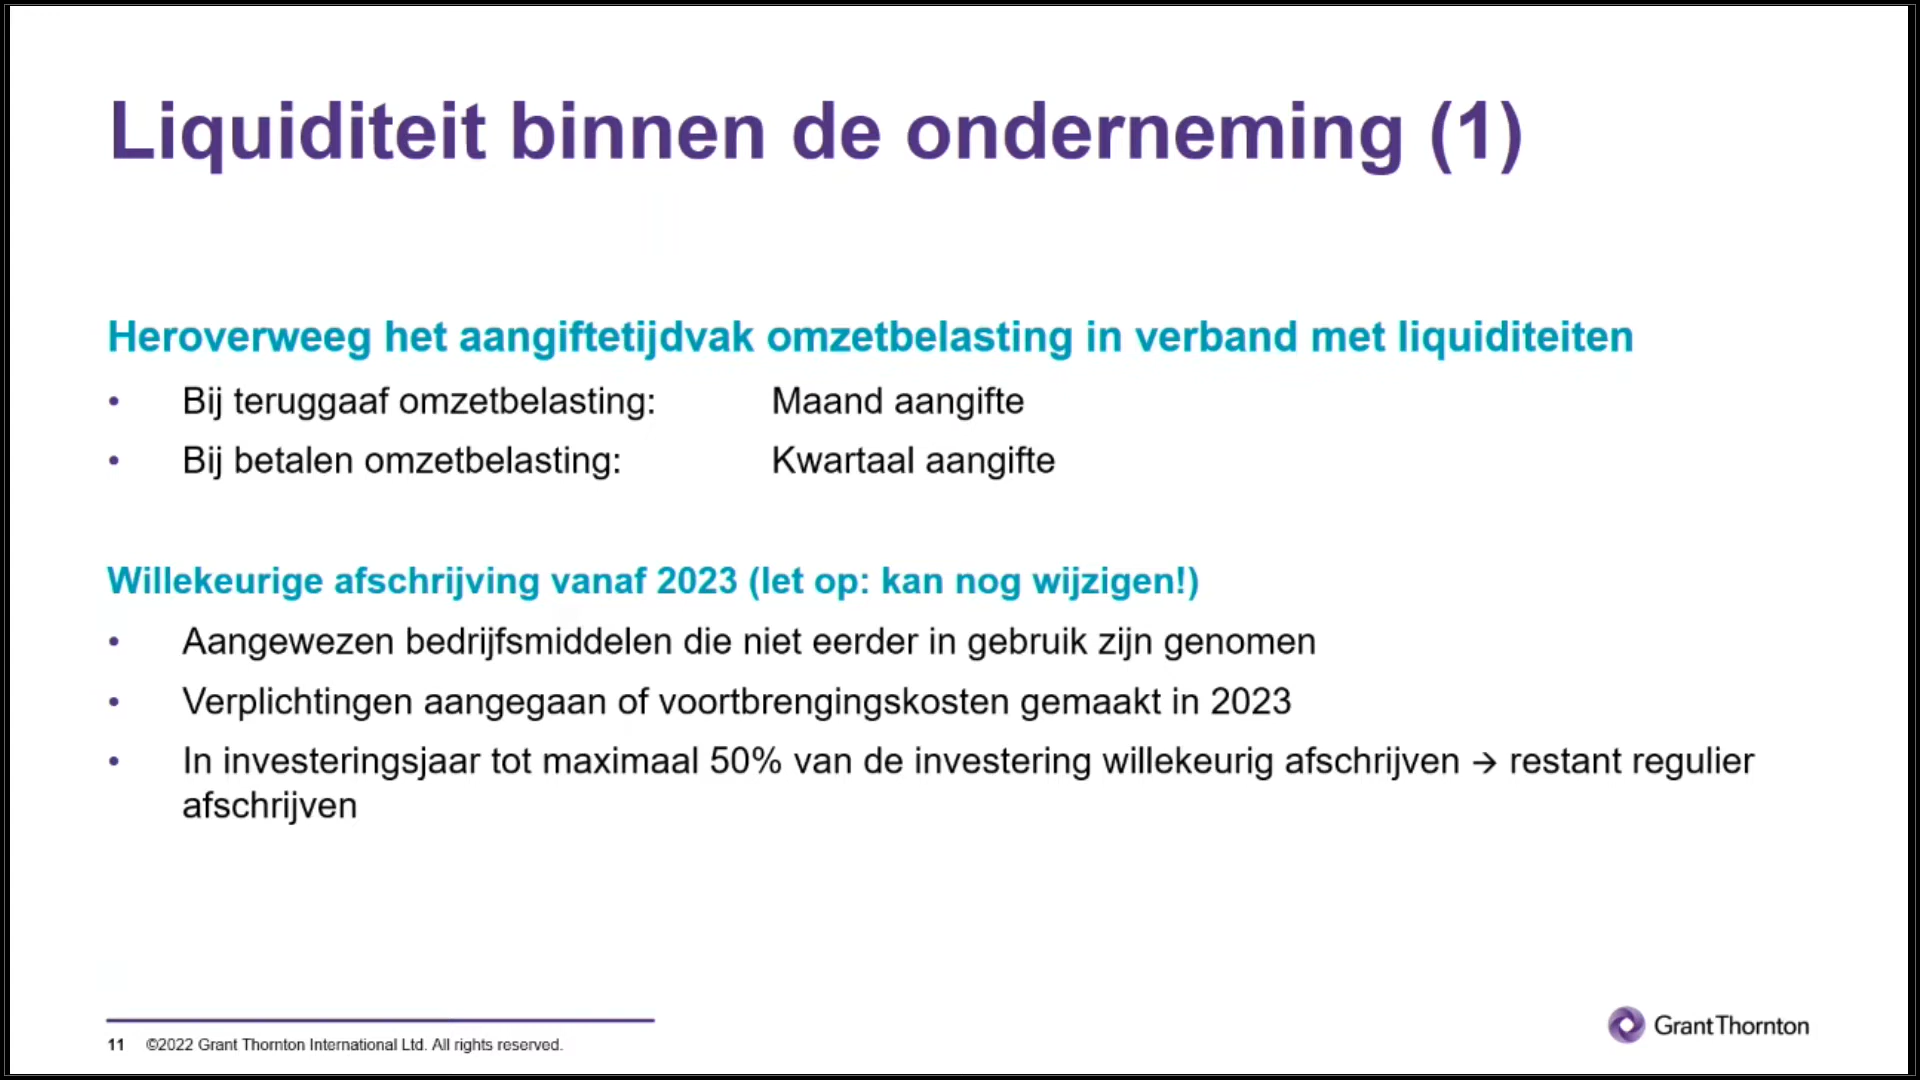 Liquiditeit binnen de onderneming (1)
Heroverweeg het aangiftetijdvak omzetbelasting in verband met liquiditeiten
• Bij teruggaaf omzetbelasting: Maand aangifte
• Bij betalen omzetbelasting: Kwartaal aangifte
Willekeurige afschrijving vanaf 2023 (let op: kan nog wijzigen!)
• Aangewezen bedrijfsmiddelen die niet eerder in gebruik zijn genomen
• Verplichtingen aangegaan of voortbrengingskosten gemaakt in 2023
• In investeringsjaar tot maximaal 50% van de investering willekeurig afschrijven → restant regulier
afschrijven
11 ©2022 Grant Thornton International Ltd. All rights reserved.
Grant Thornton